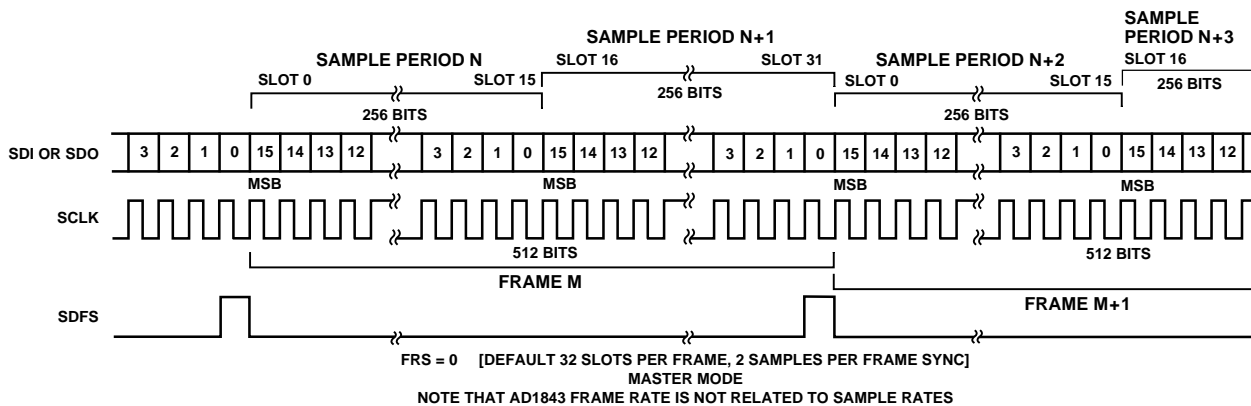 SAMPLE PERIOD N
SAMPLE PERIOD N+1
SAMPLE PERIOD N+2
SAMPLE
PERIOD N+3
SLOT 0
SLOT 15
SLOT 16
SLOT 31
SLOT 0
SLOT 15
SLOT 16
256 BITS
256 BITS
256 BITS
256 BITS
SDI OR SDO
3 2 1 0 15 14 13 12 3 2 1 0 15 14 13 12 3 2 1 0 15 14 13 12 3 2 1 0 15 14 13 12
MSB MSB MSB MSB
SCLK
512 BITS
512 BITS
FRAME M
FRAME M+1
SDFS
FRS = 0 [DEFAULT 32 SLOTS PER FRAME, 2 SAMPLES PER FRAME SYNC]
MASTER MODE
NOTE THAT AD1843 FRAME RATE IS NOT RELATED TO SAMPLE RATES